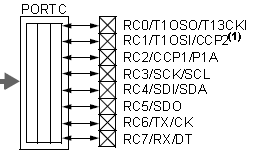 PORTC
RC0/T1OSO/T13CKI
RC1/T1OSI/CCP2(1)
RC2/CCP1/P1A
RC3/SCK/SCL
RC4/SDI/SDA
RC5/SDO
RC6/TX/CK
RC7/RX/DT